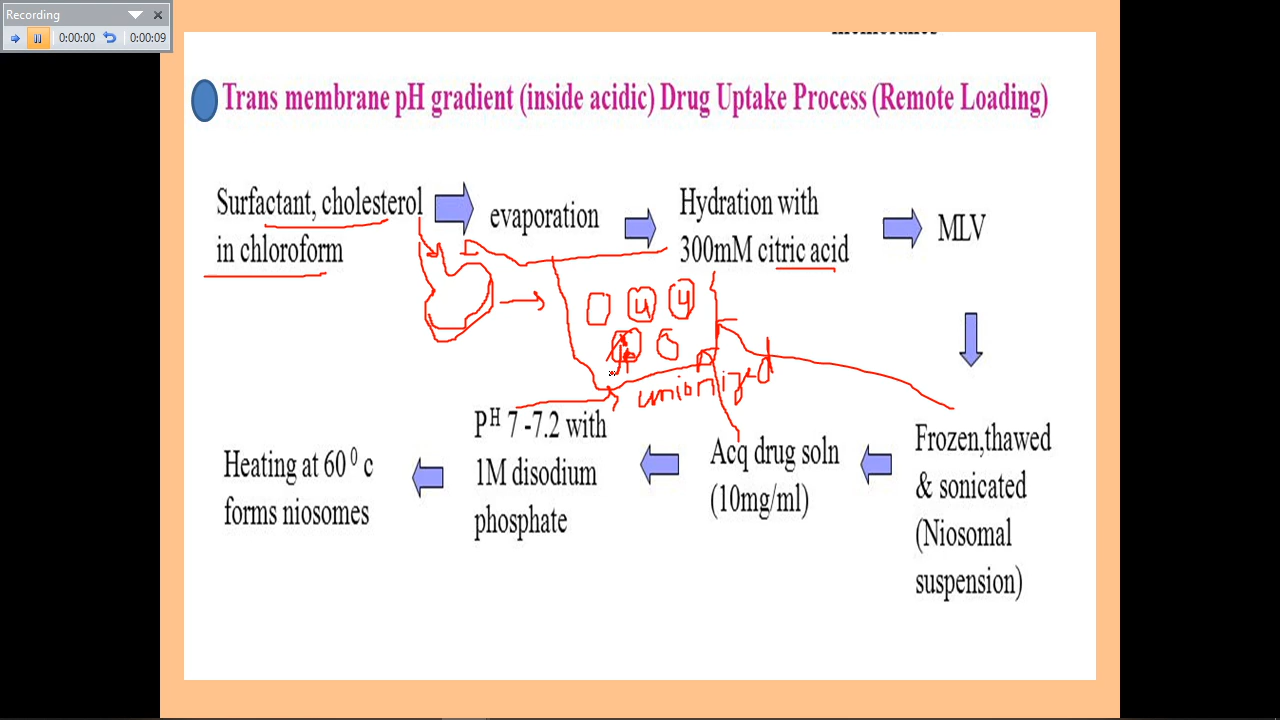 Recording
0:00:00 0:00:09
Trans membrane pH gradient (inside acidic) Drug Uptake Process (Remote Loading)
Surfactant, cholesterol
in chloroform
evaporation
Hydration with
300mM citric acid
MLV
Frozen,thawed
& sonicated
(Niosomal
suspension)
Acq drug soln
(10mg/ml)
PH 7 -7.2 with
1M disodium
phosphate
Heating at 60 0 c
forms niosomes
unionized